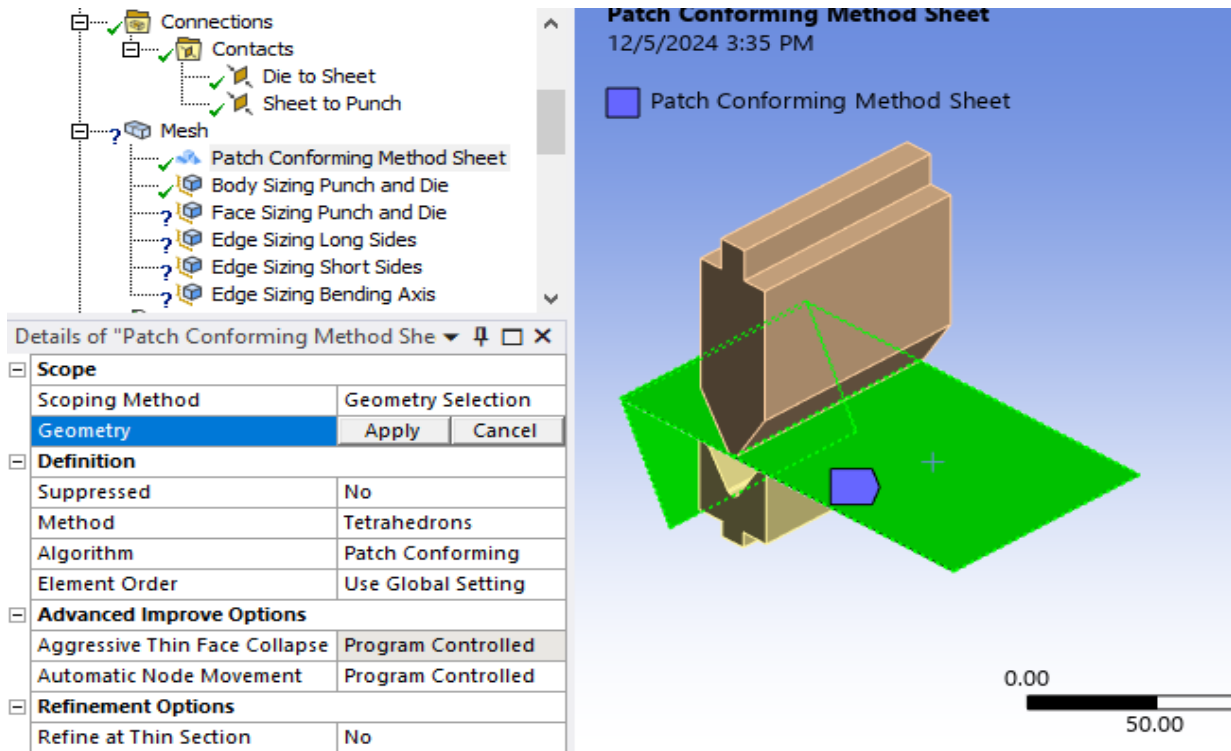 Connections
Contacts
Die to Sheet
Sheet to Punch
Mesh
Patch Conforming Method Sheet
Body Sizing Punch and Die
Face Sizing Punch and Die
Edge Sizing Long Sides
Edge Sizing Short Sides
Edge Sizing Bending Axis
Details of "Patch Conforming Method She
Scope
Scoping Method Geometry Selection
Geometry Apply Cancel
Definition
Suppressed No
Method Tetrahedrons
Algorithm Patch Conforming
Element Order Use Global Setting
Advanced Improve Options
Aggressive Thin Face Collapse Program Controlled
Automatic Node Movement Program Controlled
Refinement Options
Refine at Thin Section No
Patch Conforming Method Sheet
12/5/2024 3:35 PM
Patch Conforming Method Sheet
0.00
50.00